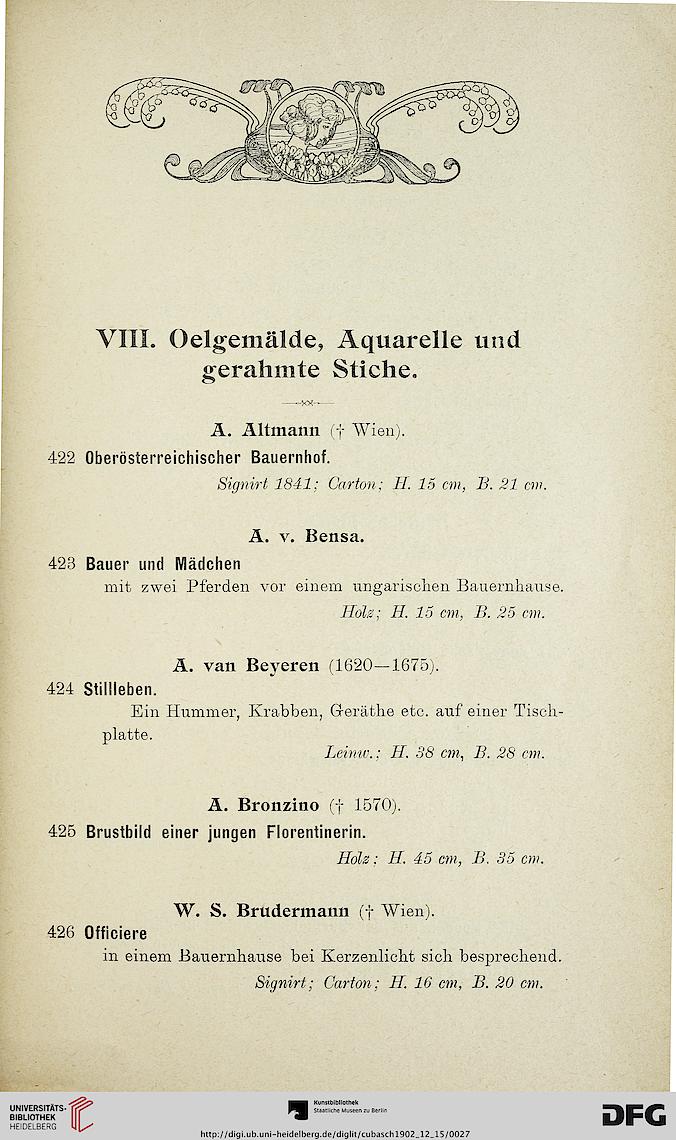 VIII. Oelgemälde, Aquarelle und
gerahmte Stiche.
A. Altmann († Wien).
422 Oberösterreichischer Bauernhof.
Signirt 1841; Carton; H. 15 cm, B. 21 cm.
A. v. Bensa.
423 Bauer und Mädchen
mit zwei Pferden vor einem ungarischen Bauernhause.
Holz; H. 15 cm, B. 25 cm.
A. van Beyeren (1620—1675).
424 Stillleben.
Ein Hummer, Krabben, Geräthe etc. auf einer Tisch-
platte.
Leinw.; H. 38 cm, B. 28 cm.
A. Bronzino († 1570).
425 Brustbild einer jungen Florentinerin.
Holz; H. 45 cm, B. 35 cm.
W. S. Brudermann († Wien).
426 Officiere
in einem Bauernhause bei Kerzenlicht sich besprechend.
Signirt; Carton; H. 16 cm, B. 20 cm.
UNIVERSITÄTS-
BIBLIOTHEK
HEIDELBERG
Kunstbibliothek
Staatliche Museen zu Berlin
DFG
http://digi.ub.uni-heidelberg.de/diglit/cubasch1902_12_15/0027